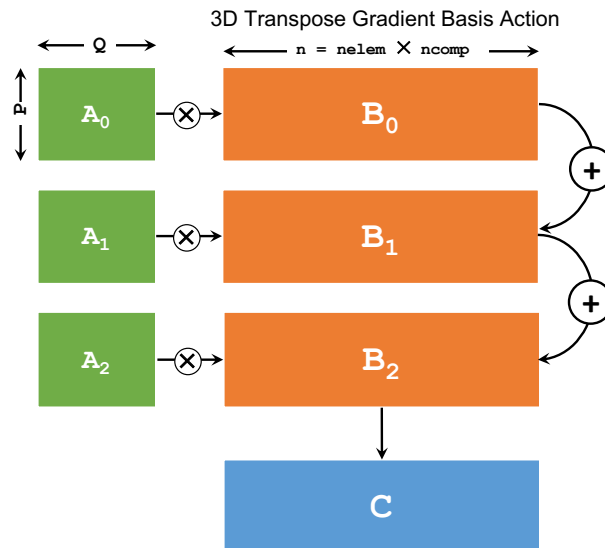 3D Transpose Gradient Basis Action
Q
n = nelem × ncomp
P
A₀
×
B₀
+
A₁
×
B₁
+
A₂
×
B₂
C